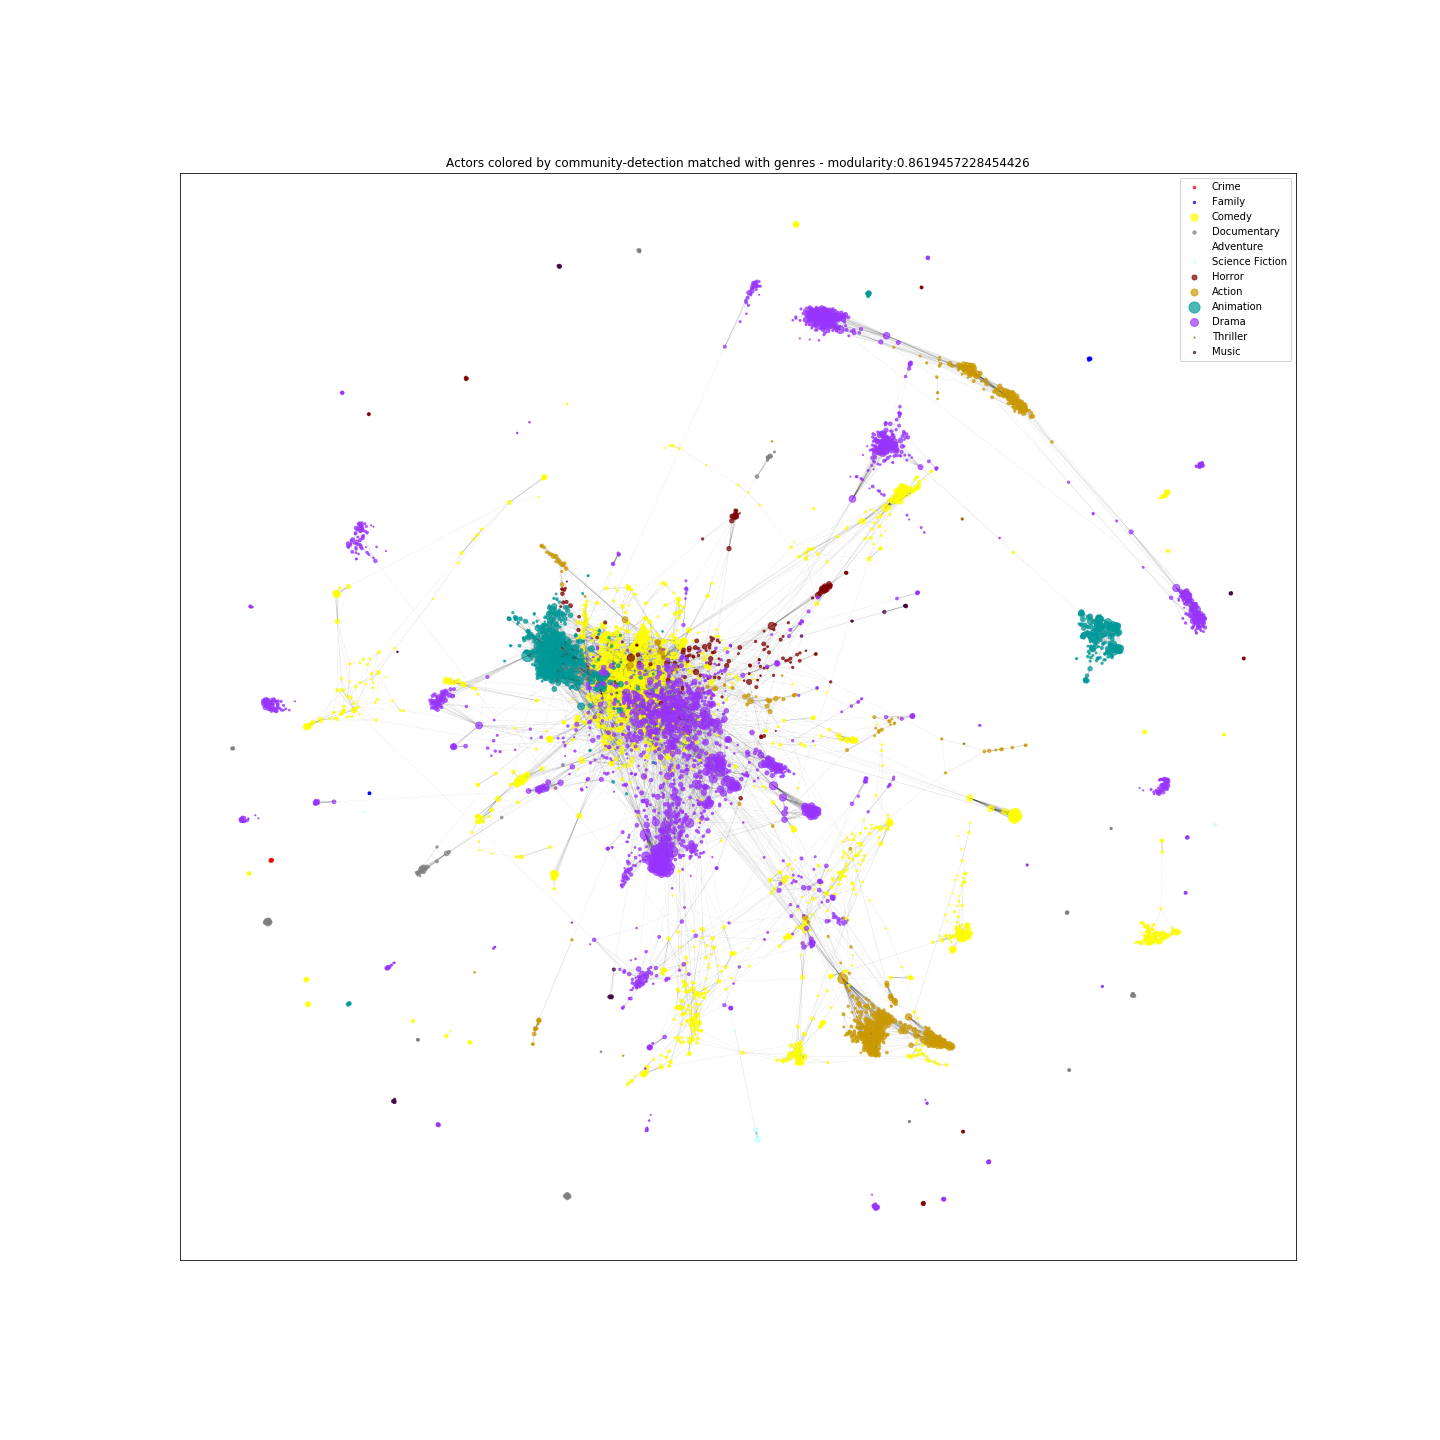 Actors colored by community-detection matched with genres - modularity:0.8619457228454426
Crime
Family
Comedy
Documentary
Adventure
Science Fiction
Horror
Action
Animation
Drama
Thriller
Music